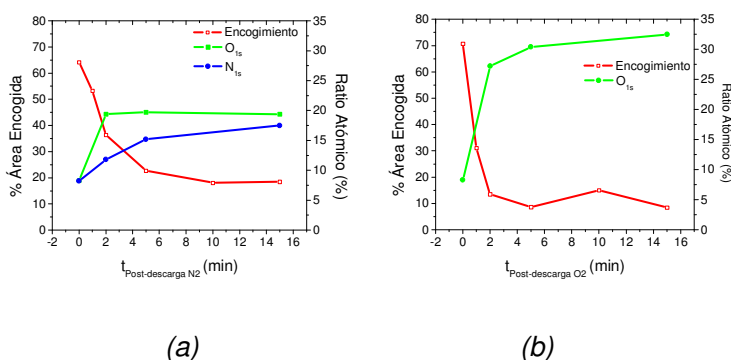 80
70
60
50
40
30
20
10
0
-2 0 2 4 6 8 10 12 14 16
35
30
25
20
15
10
5
0
% Área Encogida
Ratio Atómico (%)
Encogimiento
O1s
N1s
tPost-descarga N2 (min)
(a)
80
70
60
50
40
30
20
10
0
-2 0 2 4 6 8 10 12 14 16
35
30
25
20
15
10
5
0
% Área Encogida
Ratio Atómico (%)
Encogimiento
O1s
tPost-descarga O2 (min)
(b)